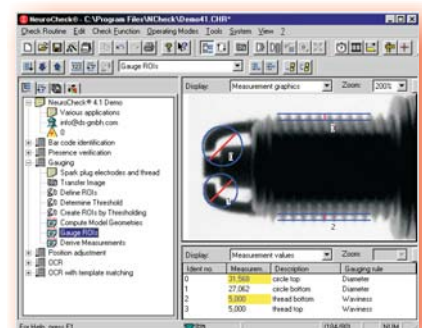 NeuroCheck® - C:\Program Files\NCheck\Demo41.CHR*
Check Routine Edit Check Function Operating Modes Tools System View ?
Gauge ROIs
NeuroCheck ® 4.1 Demo
Various applications
info@ds-gmbh.com
0
Bar code identification
Presence verification
Gauging
Spark plug electrodes and thread
Transfer Image
Define ROIs
Determine Threshold
Create ROIs by Thresholding
Compute Model Geometries
Gauge ROIs
Derive Measurements
Position adjustment
OCR
OCR with template matching
Display: Measurement graphics Zoom: 200%
2
Display: Measurement values Zoom:
Ident no. Measurem. Description Gauging rule
0 31,568 circle top Diameter
1 27,062 circle bottom Diameter
2 5,000 thread bottom Waviness
3 5,000 thread top Waviness
For Help, press F1 (104/90) NUM